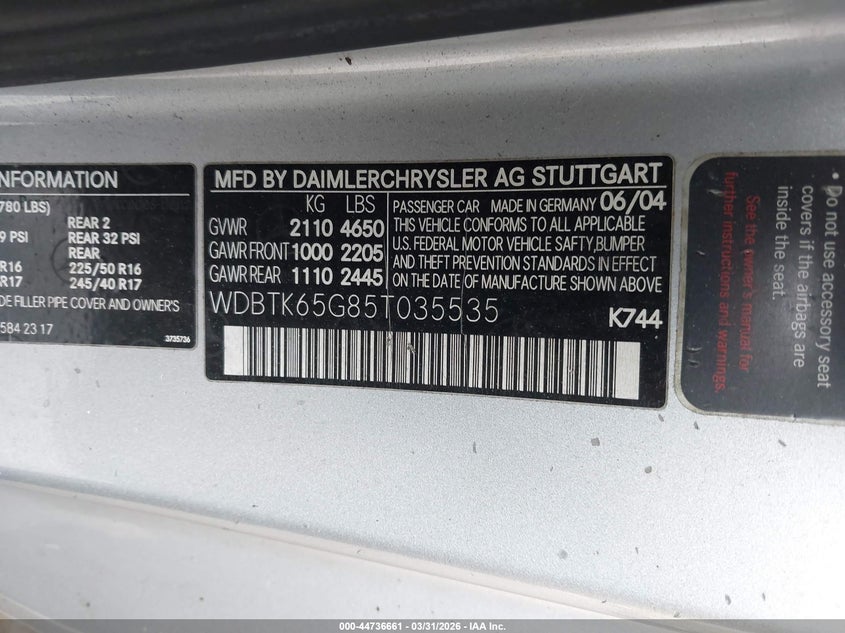 NFORMATION
780 LBS)
REAR 2
9 PSI REAR 32 PSI
REAR
R16 225/50 R16
R17 245/40 R17
DE FILLER PIPE COVER AND OWNER'S
584 23 17
3735736
MFD BY DAIMLERCHRYSLER AG STUTTGART
KG LBS
GVWR 2110 4650
GAWR FRONT 1000 2205
GAWR REAR 1110 2445
PASSENGER CAR MADE IN GERMANY 06/04
THIS VEHICLE CONFORMS TO ALL APPLICABLE
U.S. FEDERAL MOTOR VEHICLE SAFTY,BUMPER
AND THEFT PREVENTION STANDARDS IN EFFECT
ON THE DATE OF MANUFACTURE SHOWN ABOVE
WDBTK65G85T035535
K744
• Do not use accessory seat
covers if the airbags are
inside the seat.
See the owner's manual for
further instructions and warnings.
000-44736661 - 03/31/2026 - IAA Inc.